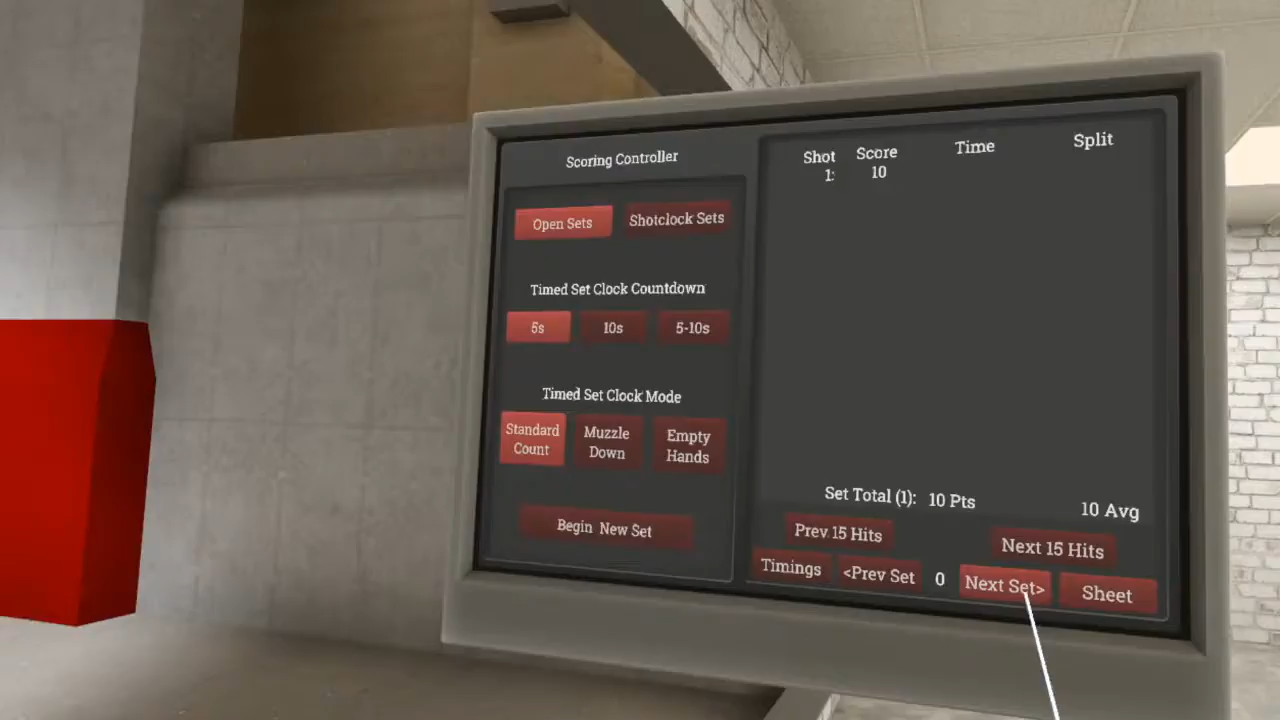 Scoring Controller
Open Sets
Shotclock Sets
Timed Set Clock Countdown
5s
10s
5-10s
Timed Set Clock Mode
Standard
Count
Muzzle
Down
Empty
Hands
Begin New Set
Shot
Score
Time
Split
1:
10
Set Total (1): 10 Pts
10 Avg
Prev 15 Hits
Next 15 Hits
Timings
<Prev Set
0
Next Set>
Sheet